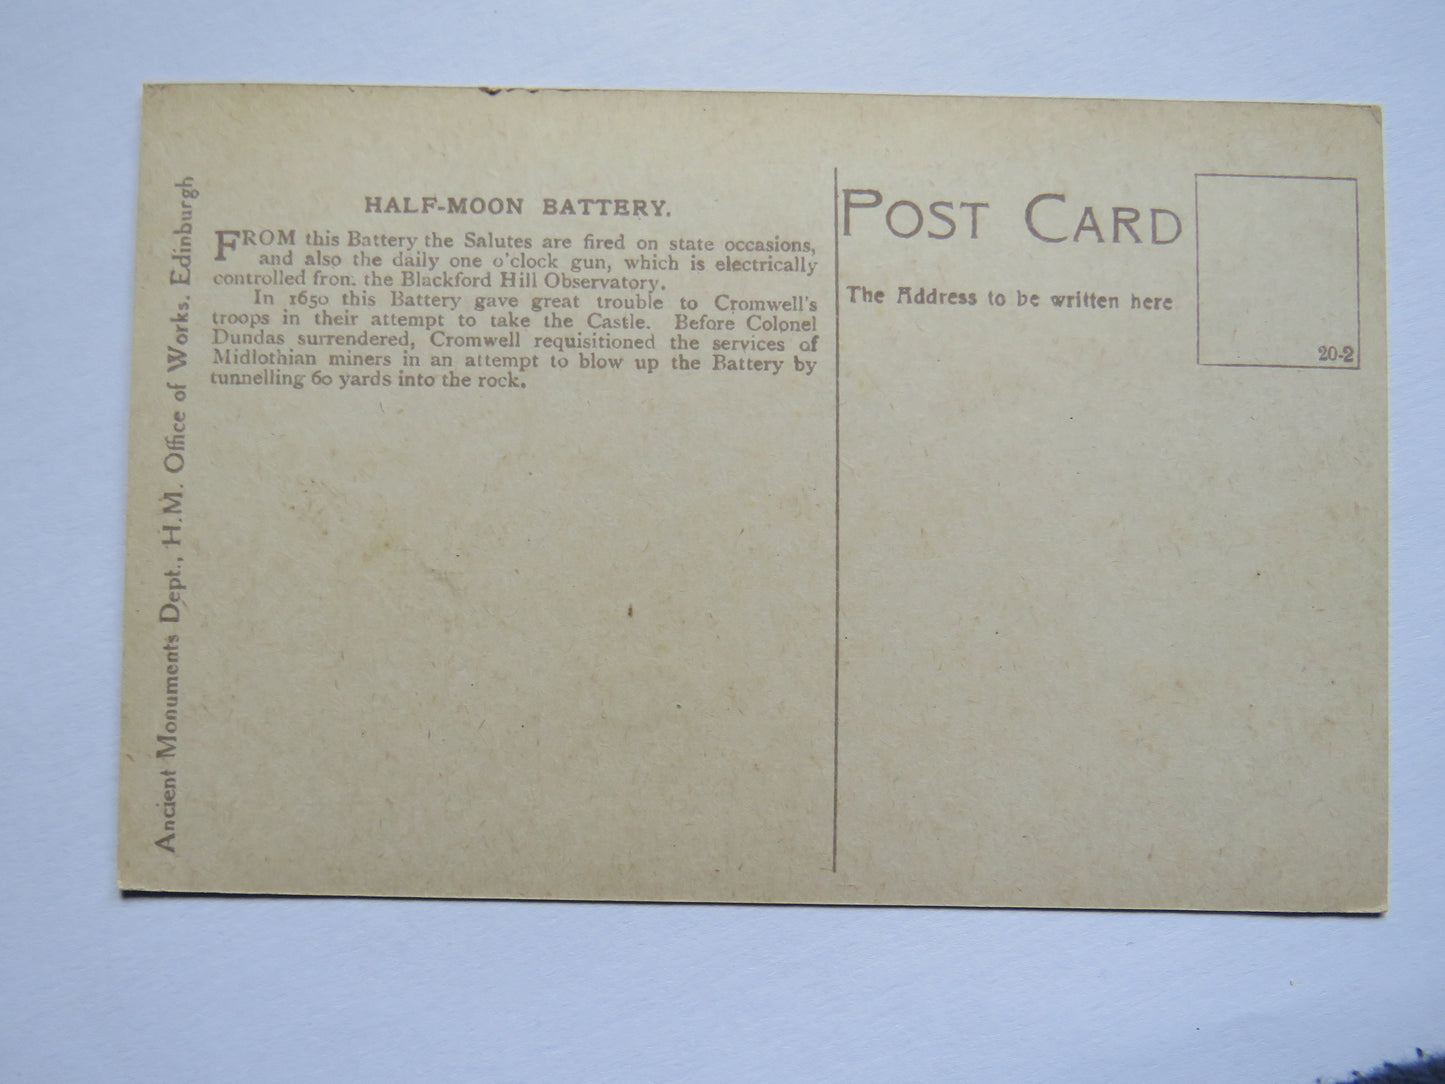 Ancient Monuments Dept., H.M. Office of Works. Edinburgh
HALF-MOON BATTERY.
FROM this Battery the Salutes are fired on state occasions,
and also the daily one o'clock gun, which is electrically
controlled from the Blackford Hill Observatory.
In 1650 this Battery gave great trouble to Cromwell's
troops in their attempt to take the Castle. Before Colonel
Dundas surrendered, Cromwell requisitioned the services of
Midlothian miners in an attempt to blow up the Battery by
tunnelling 60 yards into the rock.
POST CARD
The Address to be written here
20-2